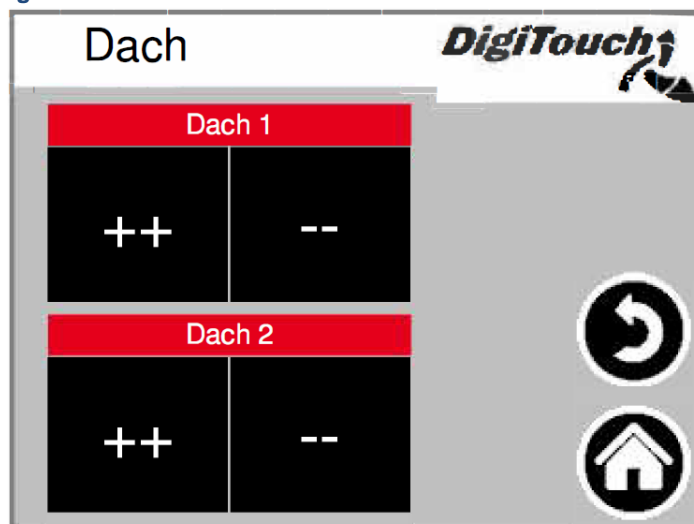 Dach
DigiTouch
Dach 1
++ --
Dach 2
++ --